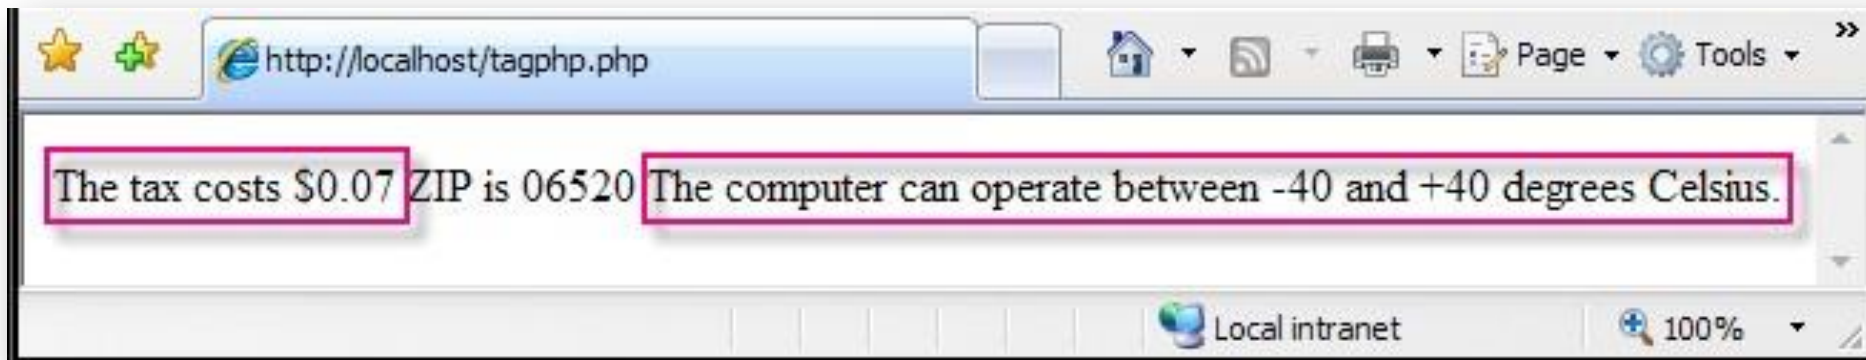 http://localhost/tagphp.php Page Tools »
The tax costs $0.07 ZIP is 06520 The computer can operate between -40 and +40 degrees Celsius.
Local intranet 100%